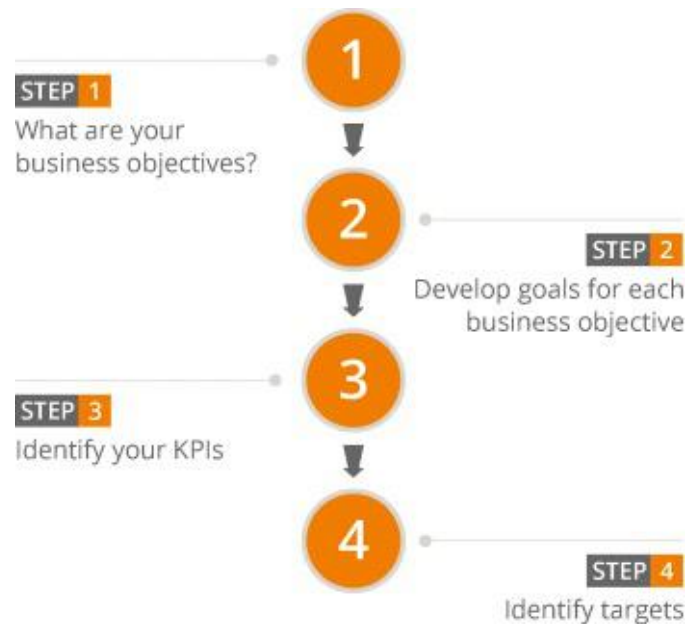 1
STEP 1
What are your
business objectives?
2
STEP 2
Develop goals for each
business objective
3
STEP 3
Identify your KPIs
4
STEP 4
Identify targets